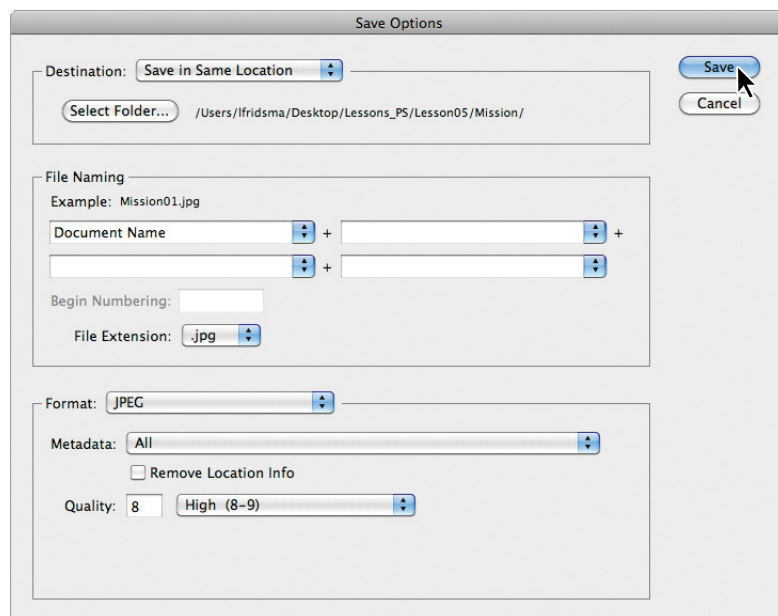 Save Options
Destination: Save in Same Location
Save
Select Folder... /Users/lfridsma/Desktop/Lessons_PS/Lesson05/Mission/
Cancel
File Naming
Example: Mission01.jpg
Document Name + +
+
Begin Numbering:
File Extension: .jpg
Format: JPEG
Metadata: All
Remove Location Info
Quality: 8 High (8-9)